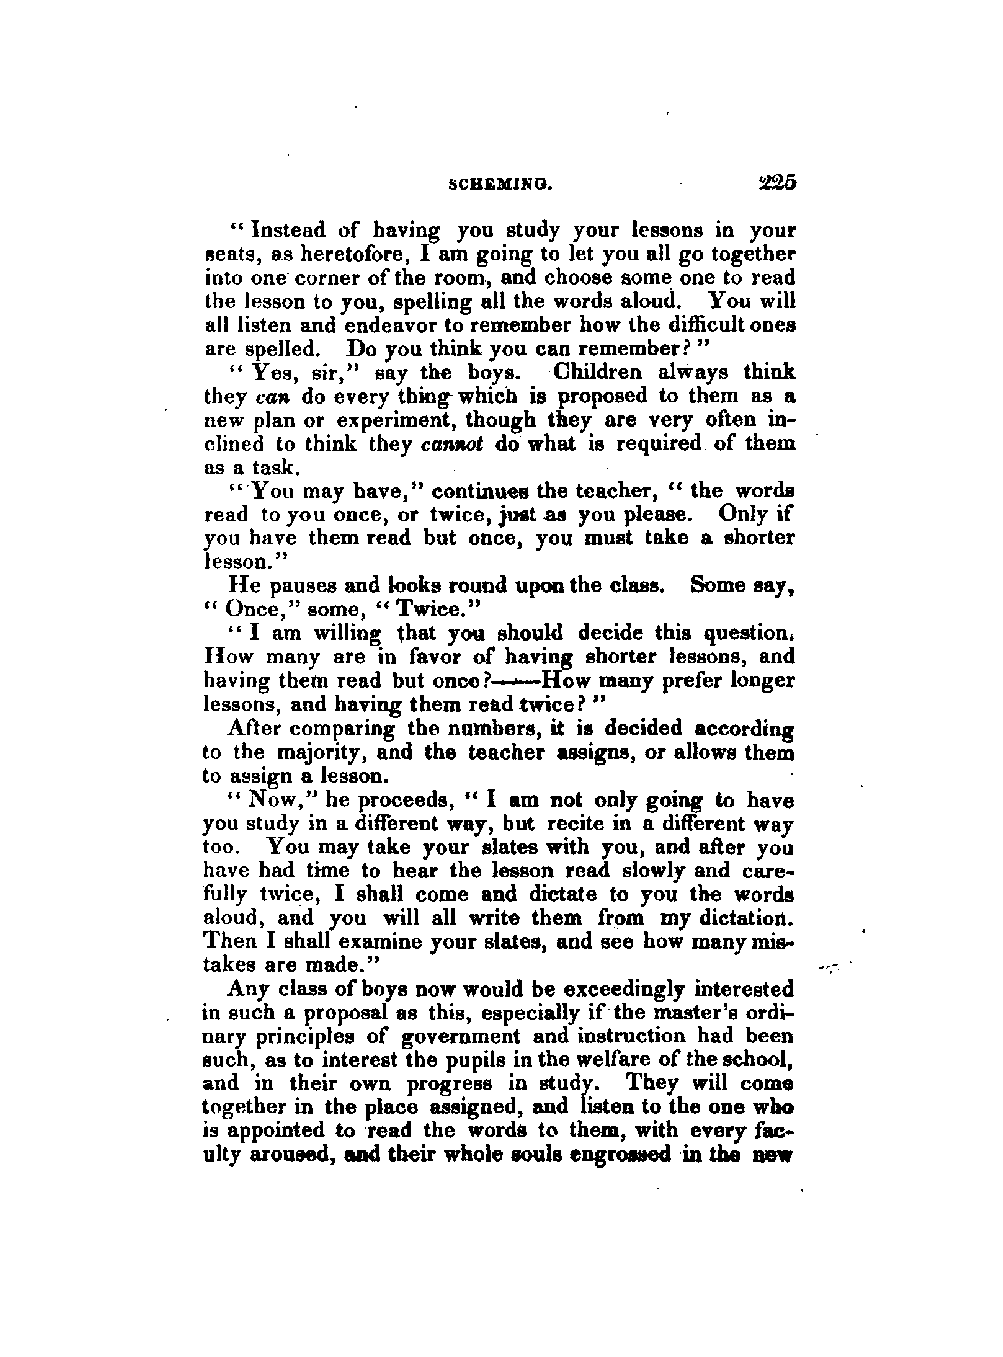 SCHEMING. 225
“ Instead of having you study your lessons in your
seats, as heretofore, I am going to let you all go together
into one corner of the room, and choose some one to read
the lesson to you, spelling all the words aloud. You will
all listen and endeavor to remember how the difficult ones
are spelled. Do you think you can remember? ”
“ Yes, sir,” say the boys. Children always think
they can do every thing which is proposed to them as a
new plan or experiment, though they are very often in-
clined to think they cannot do what is required of them
as a task.
“ You may have,” continues the teacher, “ the words
read to you once, or twice, just as you please. Only if
you have them read but once, you must take a shorter
lesson.”
He pauses and looks round upon the class. Some say,
“ Once,” some, “ Twice.”
“ I am willing that you should decide this question.
How many are in favor of having shorter lessons, and
having them read but once?——How many prefer longer
lessons, and having them read twice? ”
After comparing the numbers, it is decided according
to the majority, and the teacher assigns, or allows them
to assign a lesson.
“ Now,” he proceeds, “ I am not only going to have
you study in a different way, but recite in a different way
too. You may take your slates with you, and after you
have had time to hear the lesson read slowly and care-
fully twice, I shall come and dictate to you the words
aloud, and you will all write them from my dictation.
Then I shall examine your slates, and see how many mis-
takes are made.”
Any class of boys now would be exceedingly interested
in such a proposal as this, especially if the master's ordi-
nary principles of government and instruction had been
such, as to interest the pupils in the welfare of the school,
and in their own progress in study. They will come
together in the place assigned, and listen to the one who
is appointed to read the words to them, with every fac-
ulty aroused, and their whole souls engrossed in the new